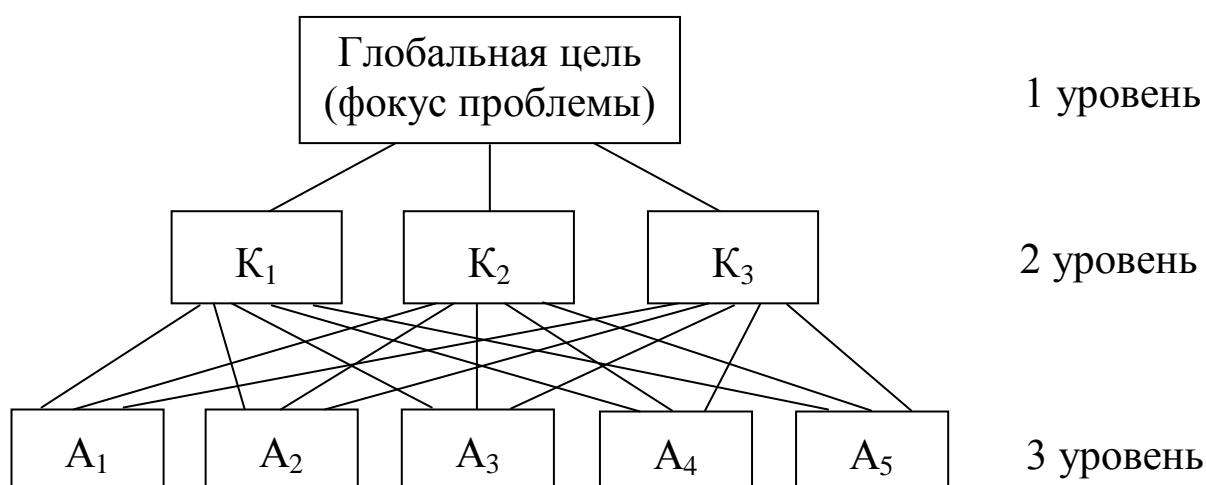 Глобальная цель
(фокус проблемы)
1 уровень
К₁
К₂
К₃
2 уровень
А₁
А₂
А₃
А₄
А₅
3 уровень